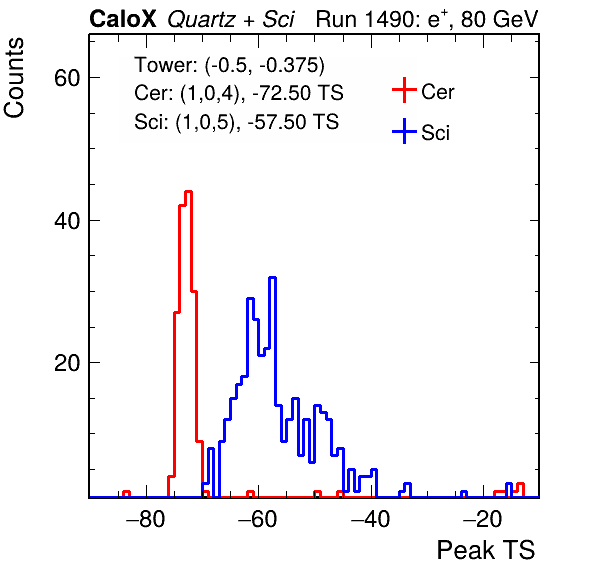 CaloX Quartz + Sci Run 1490: e⁺, 80 GeV
Counts
Tower: (-0.5, -0.375)
Cer: (1,0,4), -72.50 TS
Sci: (1,0,5), -57.50 TS
Cer
Sci
60
40
20
−80 −60 −40 −20
Peak TS